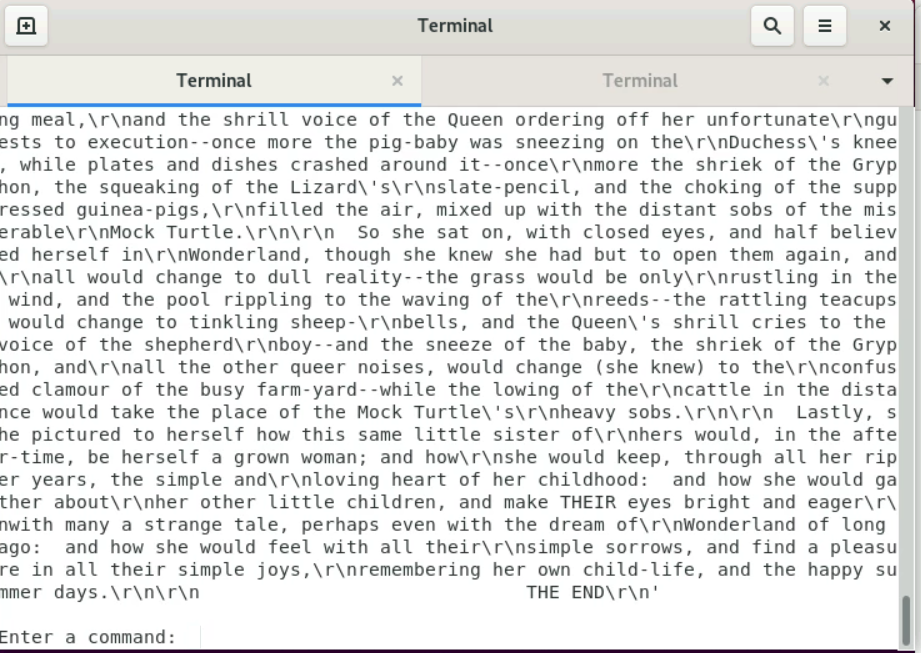 Terminal
Terminal
Terminal
ng meal,\r\nand the shrill voice of the Queen ordering off her unfortunate\r\ngu
ests to execution--once more the pig-baby was sneezing on the\r\nDuchess\'s knee
, while plates and dishes crashed around it--once\r\nmore the shriek of the Gryp
hon, the squeaking of the Lizard\'s\r\nslate-pencil, and the choking of the supp
ressed guinea-pigs,\r\nfilled the air, mixed up with the distant sobs of the mis
erable\r\nMock Turtle.\r\n\r\n  So she sat on, with closed eyes, and half believ
ed herself in\r\nWonderland, though she knew she had but to open them again, and
\r\nall would change to dull reality--the grass would be only\r\nrustling in the
 wind, and the pool rippling to the waving of the\r\nreeds--the rattling teacups
 would change to tinkling sheep-\r\nbells, and the Queen\'s shrill cries to the
voice of the shepherd\r\nboy--and the sneeze of the baby, the shriek of the Gryp
hon, and\r\nall the other queer noises, would change (she knew) to the\r\nconfus
ed clamour of the busy farm-yard--while the lowing of the\r\ncattle in the dista
nce would take the place of the Mock Turtle\'s\r\nheavy sobs.\r\n\r\n  Lastly, s
he pictured to herself how this same little sister of\r\nhers would, in the afte
r-time, be herself a grown woman; and how\r\nshe would keep, through all her rip
er years, the simple and\r\nloving heart of her childhood:  and how she would ga
ther about\r\nher other little children, and make THEIR eyes bright and eager\r\
nwith many a strange tale, perhaps even with the dream of\r\nWonderland of long
ago:  and how she would feel with all their\r\nsimple sorrows, and find a pleasu
re in all their simple joys,\r\nremembering her own child-life, and the happy su
mmer days.\r\n\r\n                             THE END\r\n'
Enter a command: